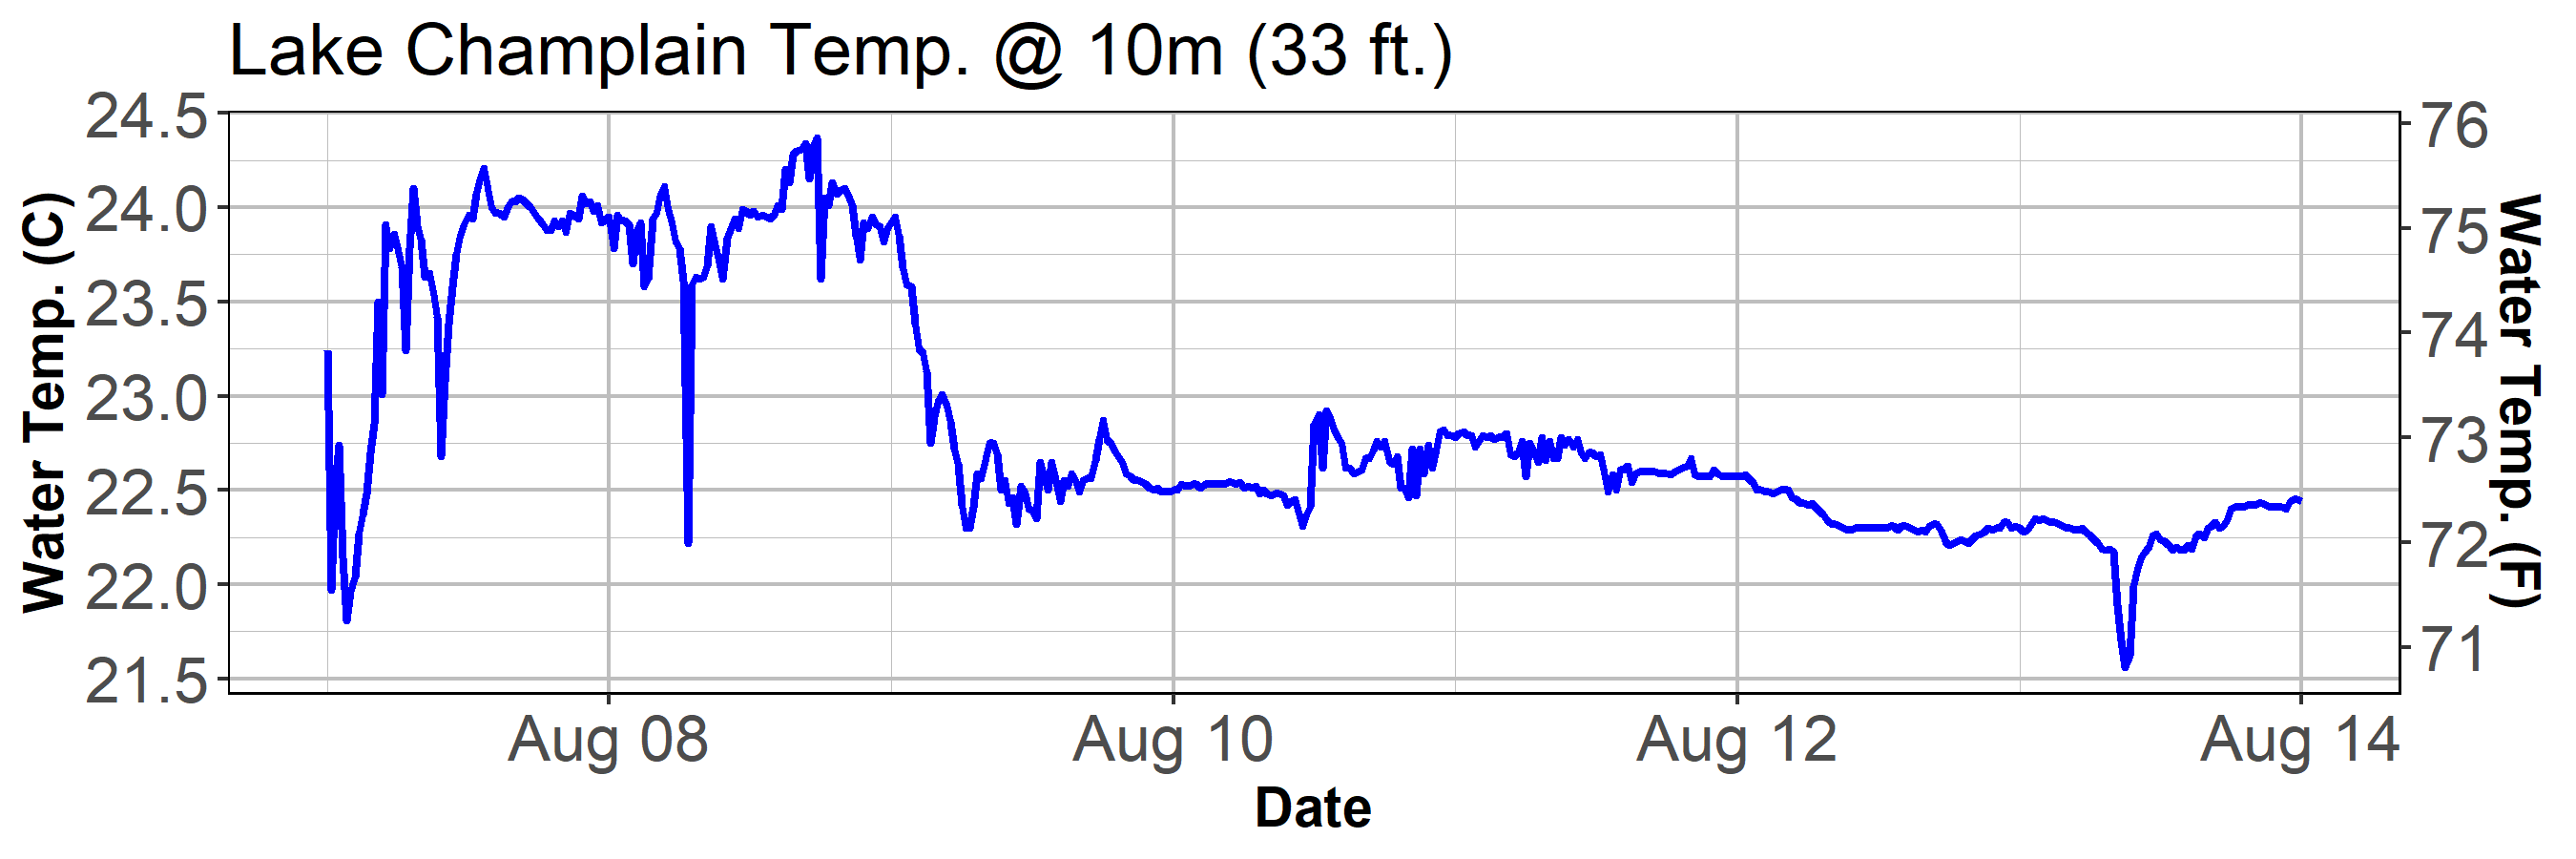 Lake Champlain Temp. @ 10m (33 ft.)
Water Temp. (C)
24.5
24.0
23.5
23.0
22.5
22.0
21.5
76
75
74
73
72
71
Water Temp. (F)
Aug 08 Aug 10 Aug 12 Aug 14
Date